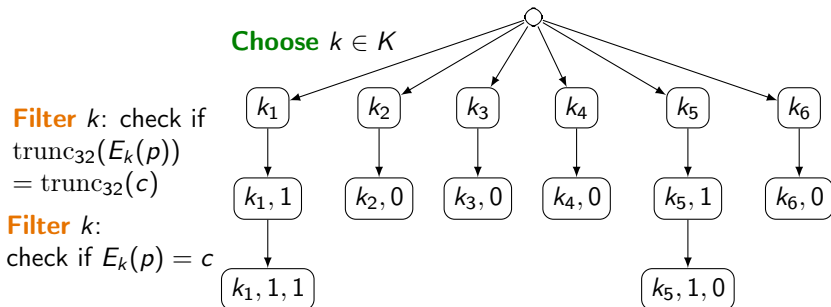 Choose k ∈ K
k₁ k₂ k₃ k₄ k₅ k₆
Filter k: check if
trunc₃₂(Eₖ(p))
= trunc₃₂(c)
k₁, 1 k₂, 0 k₃, 0 k₄, 0 k₅, 1 k₆, 0
Filter k:
check if Eₖ(p) = c
k₁, 1, 1 k₅, 1, 0